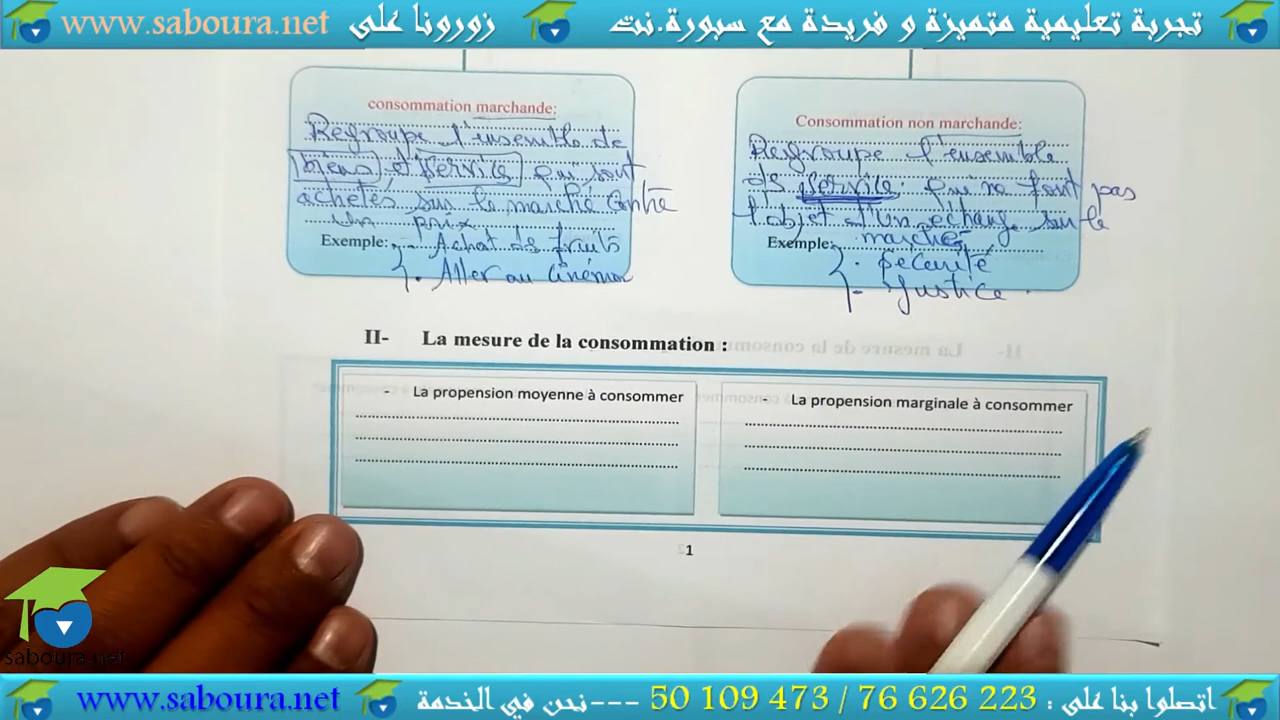 تجربة تعليمية متميزة و فريدة مع سبورة.نت زورونا على www.saboura.net
consommation marchande:
Regroupe l'ensemble de
biens et service qui sont
achetés sur le marché contre
un prix
Exemple: - Achat ds fruits
- Aller au cinéma
Consommation non marchande:
Regroupe l'ensemble
ds service qui ne font pas
l'objet d'un échange sur le
marché
Exemple: - sécurité
- Justice.
II- La mesure de la consommation :
- La propension moyenne à consommer
- La propension marginale à consommer
1
saboura.net
اتصلوا بنا على : 50 109 473 / 76 626 223 ---نحن في الخدمة www.saboura.net